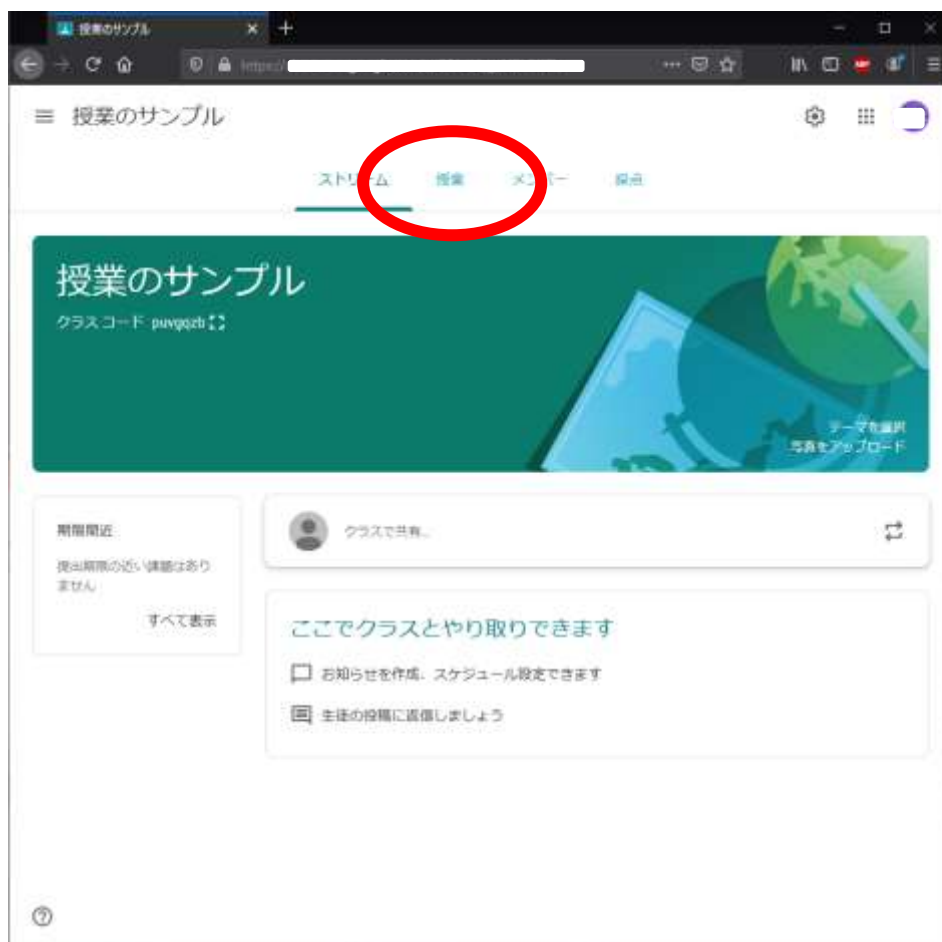 授業のサンプル
https://
授業のサンプル
ストリーム 授業 メンバー 採点
授業のサンプル
クラスコード puvgqzb
テーマを選択
写真をアップロード
期限間近
提出期限の近い課題はあり
ません
すべて表示
クラスで共有...
ここでクラスとやり取りできます
お知らせを作成、スケジュール設定できます
生徒の投稿に返信しましょう